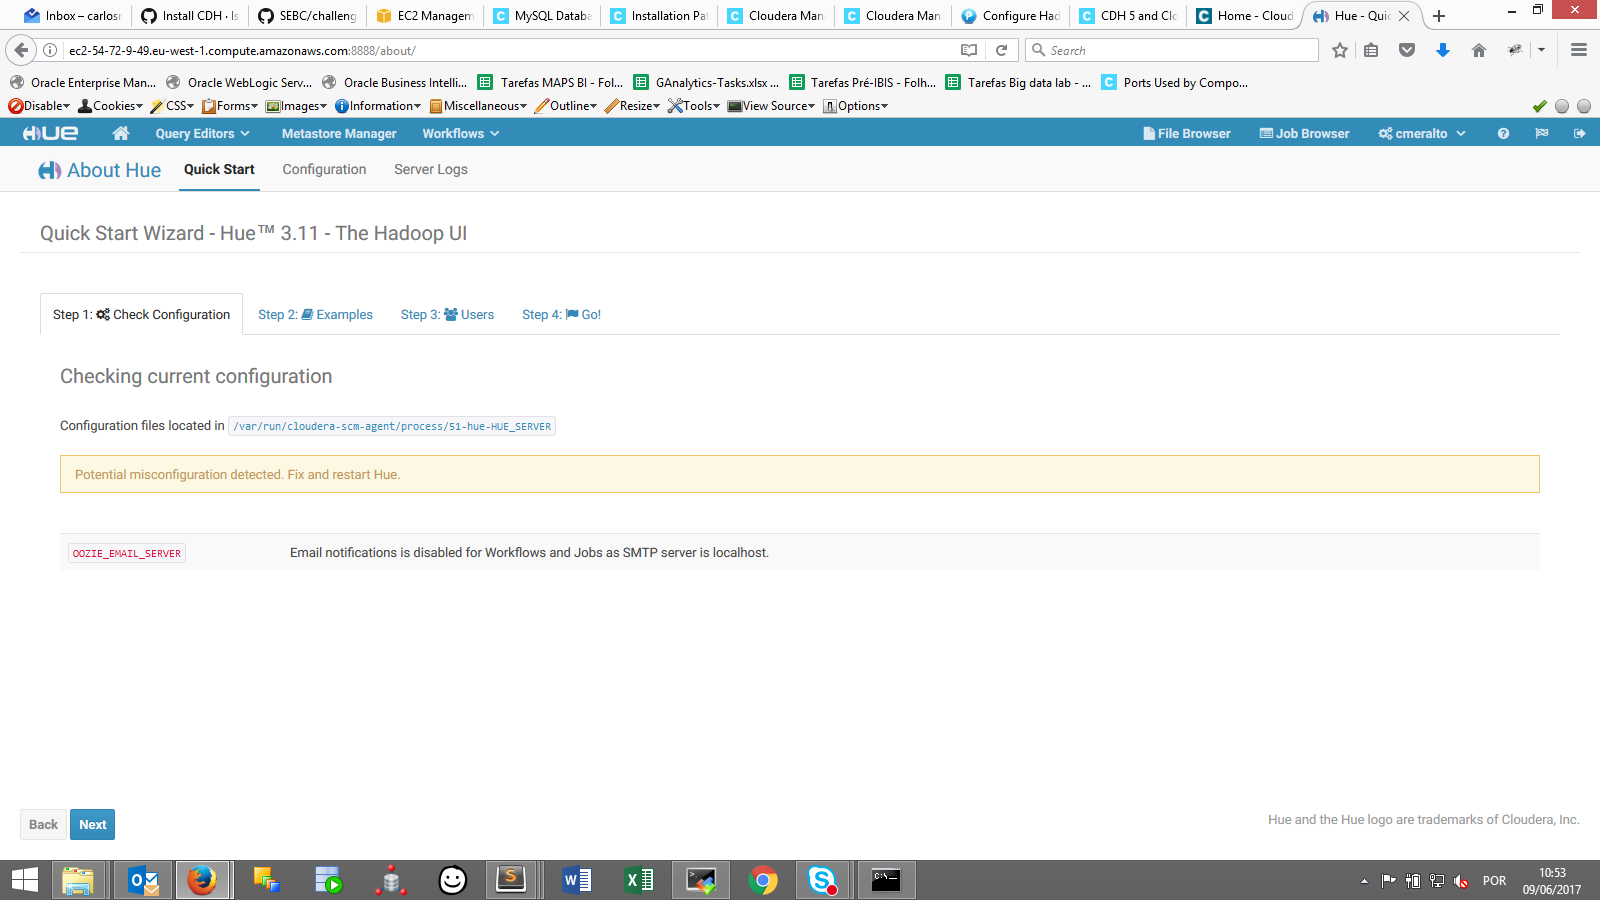 Inbox – carlosr
Install CDH · Is
SEBC/challeng
EC2 Managem
MySQL Databa
Installation Pat
Cloudera Man
Cloudera Man
Configure Had
CDH 5 and Clo
Home - Cloud
Hue - Quic
ec2-54-72-9-49.eu-west-1.compute.amazonaws.com:8888/about/
Search
Oracle Enterprise Man...
Oracle WebLogic Serv...
Oracle Business Intelli...
Tarefas MAPS BI - Fol...
GAnalytics-Tasks.xlsx ...
Tarefas Pré-IBIS - Folh...
Tarefas Big data lab - ...
Ports Used by Compo...
Disable
Cookies
CSS
Forms
Images
Information
Miscellaneous
Outline
Resize
Tools
View Source
Options
HUE
Query Editors
Metastore Manager
Workflows
File Browser
Job Browser
cmeralto
About Hue
Quick Start
Configuration
Server Logs
Quick Start Wizard - Hue™ 3.11 - The Hadoop UI
Step 1: Check Configuration
Step 2: Examples
Step 3: Users
Step 4: Go!
Checking current configuration
Configuration files located in /var/run/cloudera-scm-agent/process/51-hue-HUE_SERVER
Potential misconfiguration detected. Fix and restart Hue.
OOZIE_EMAIL_SERVER
Email notifications is disabled for Workflows and Jobs as SMTP server is localhost.
Back
Next
Hue and the Hue logo are trademarks of Cloudera, Inc.
POR
10:53
09/06/2017